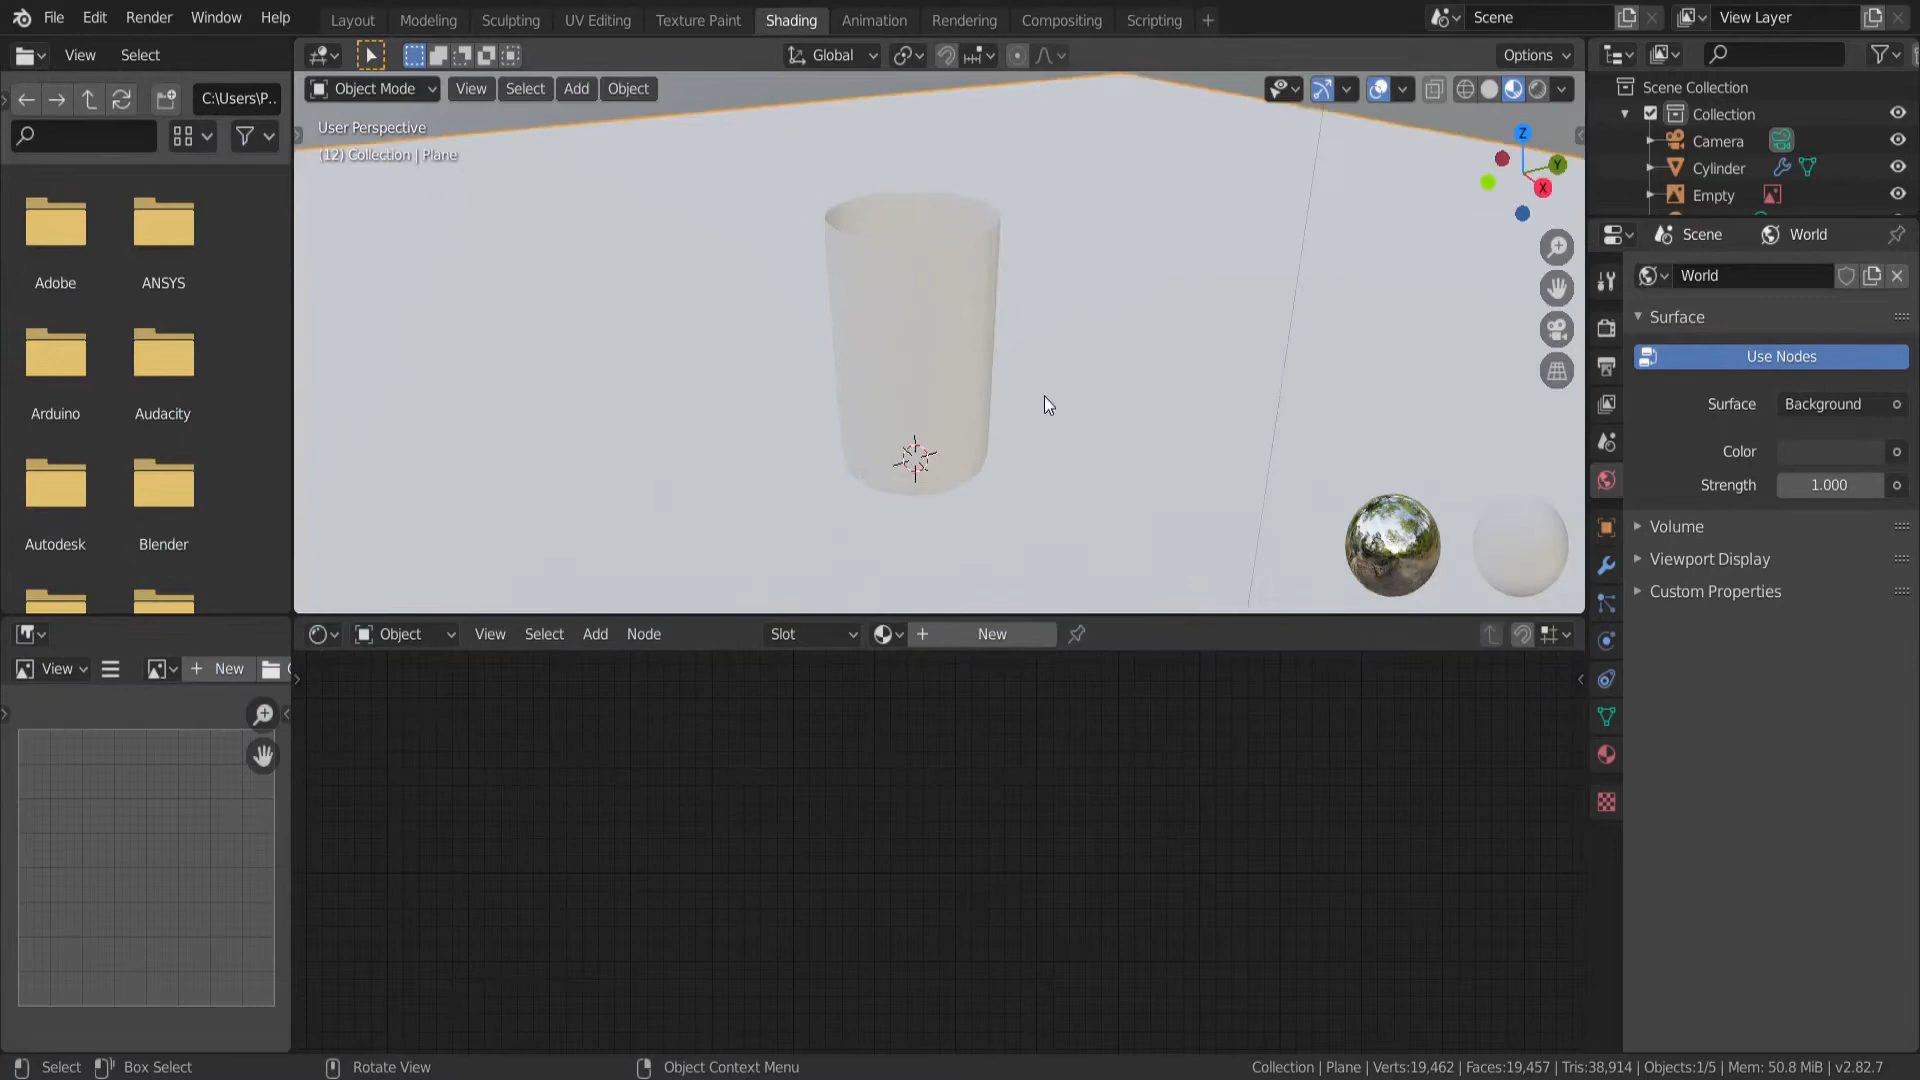 File Edit Render Window Help
Layout Modeling Sculpting UV Editing Texture Paint Shading Animation Rendering Compositing Scripting
Scene
View Layer
View Select
Global
Options
C:\Users\P..
Object Mode View Select Add Object
User Perspective
(12) Collection | Plane
Z
Y
X
Scene Collection
Collection
Camera
Cylinder
Empty
Scene World
World
Surface
Use Nodes
Surface Background
Color
Strength 1.000
Volume
Viewport Display
Custom Properties
Adobe
ANSYS
Arduino
Audacity
Autodesk
Blender
Object View Select Add Node Slot New
View New
Select Box Select Rotate View Object Context Menu
Collection | Plane | Verts:19,462 | Faces:19,457 | Tris:38,914 | Objects:1/5 | Mem: 50.8 MiB | v2.82.7